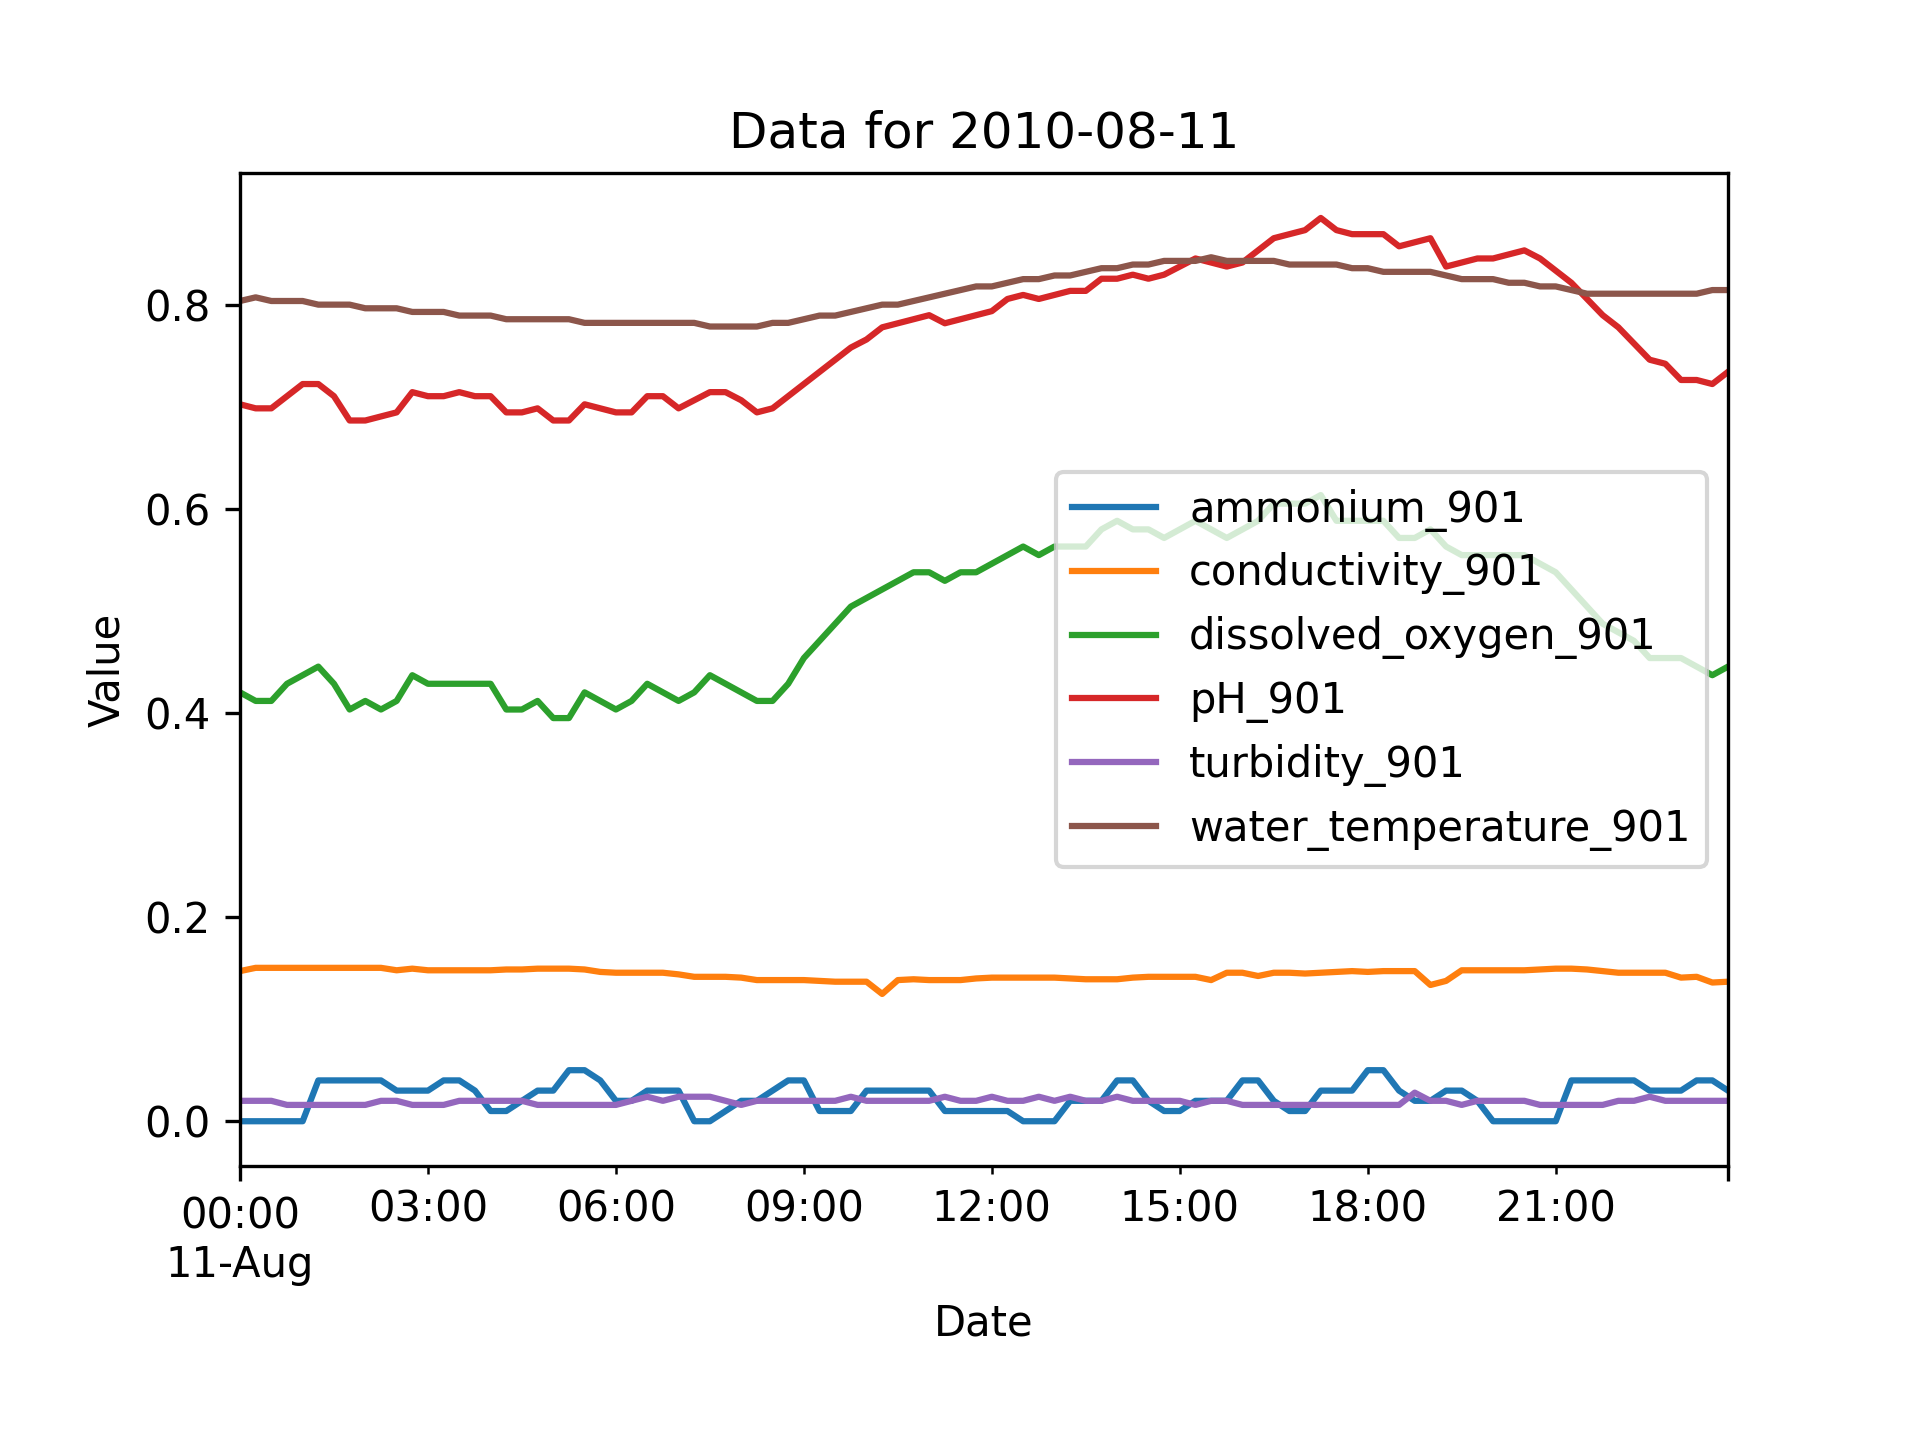 Data for 2010-08-11
Value
0.8
0.6
0.4
0.2
0.0
ammonium_901
conductivity_901
dissolved_oxygen_901
pH_901
turbidity_901
water_temperature_901
00:00 03:00 06:00 09:00 12:00 15:00 18:00 21:00
11-Aug
Date